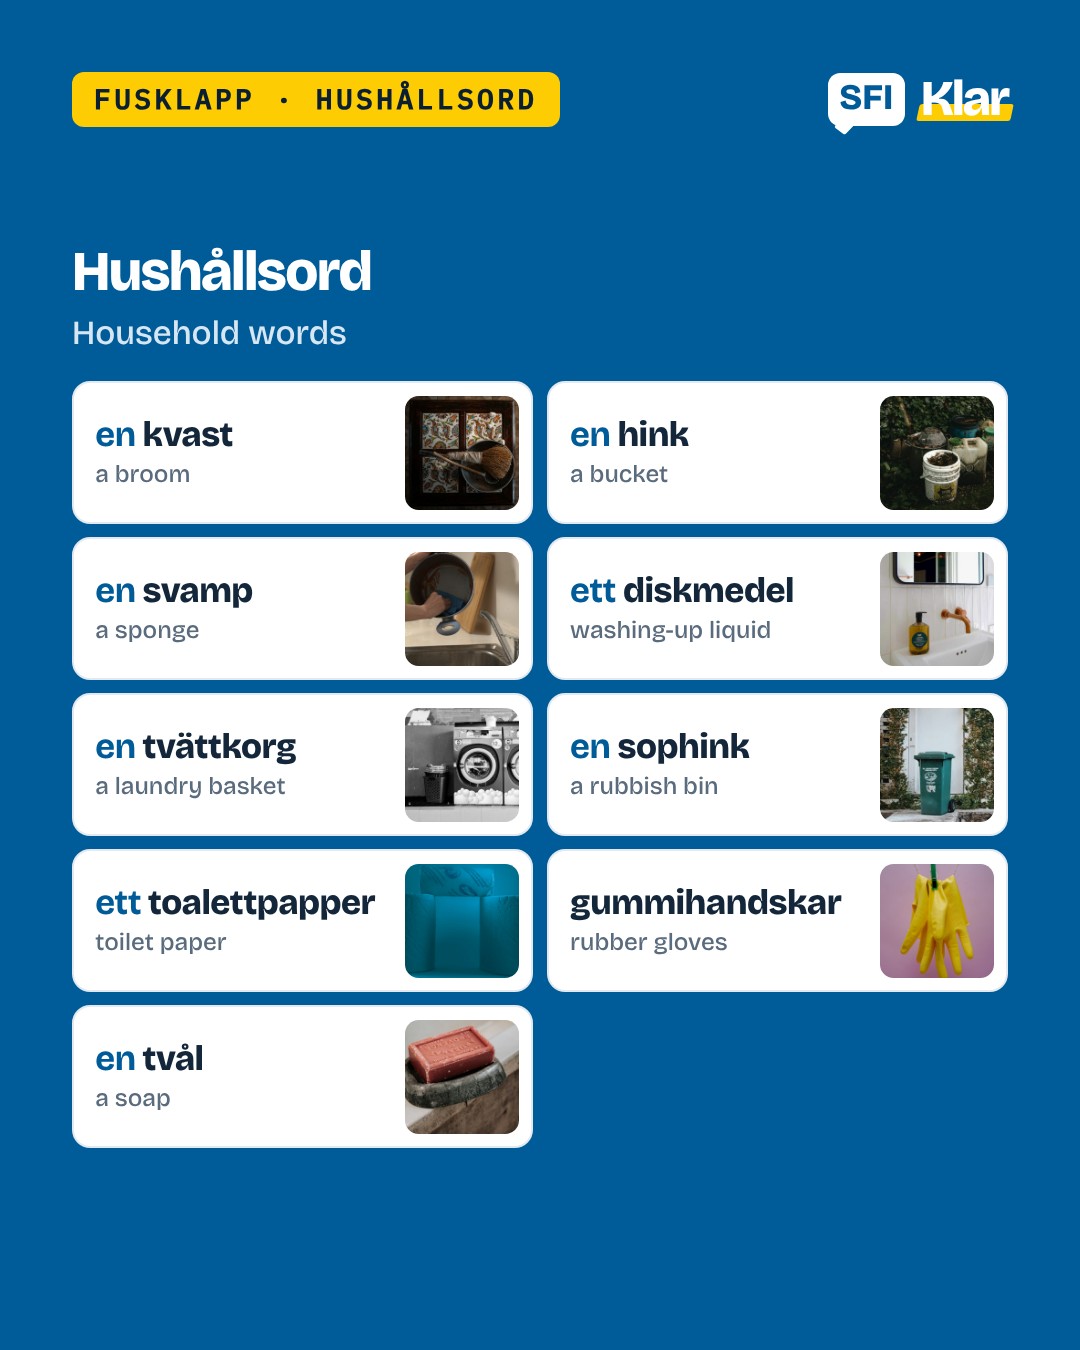 FUSKLAPP · HUSHÅLLSORD
SFI Klar
Hushållsord
Household words
en kvast
a broom
en hink
a bucket
en svamp
a sponge
ett diskmedel
washing-up liquid
en tvättkorg
a laundry basket
en sophink
a rubbish bin
ett toalettpapper
toilet paper
gummihandskar
rubber gloves
en tvål
a soap